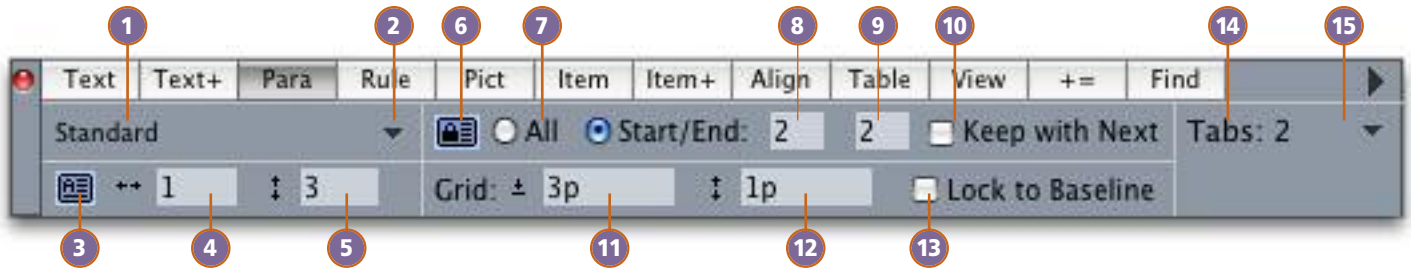 1 2 6 7 8 9 10 14 15
Text Text+ Para Rule Pict Item Item+ Align Table View += Find
Standard All Start/End: 2 2 Keep with Next Tabs: 2
1 3 Grid: 3p 1p Lock to Baseline
3 4 5 11 12 13